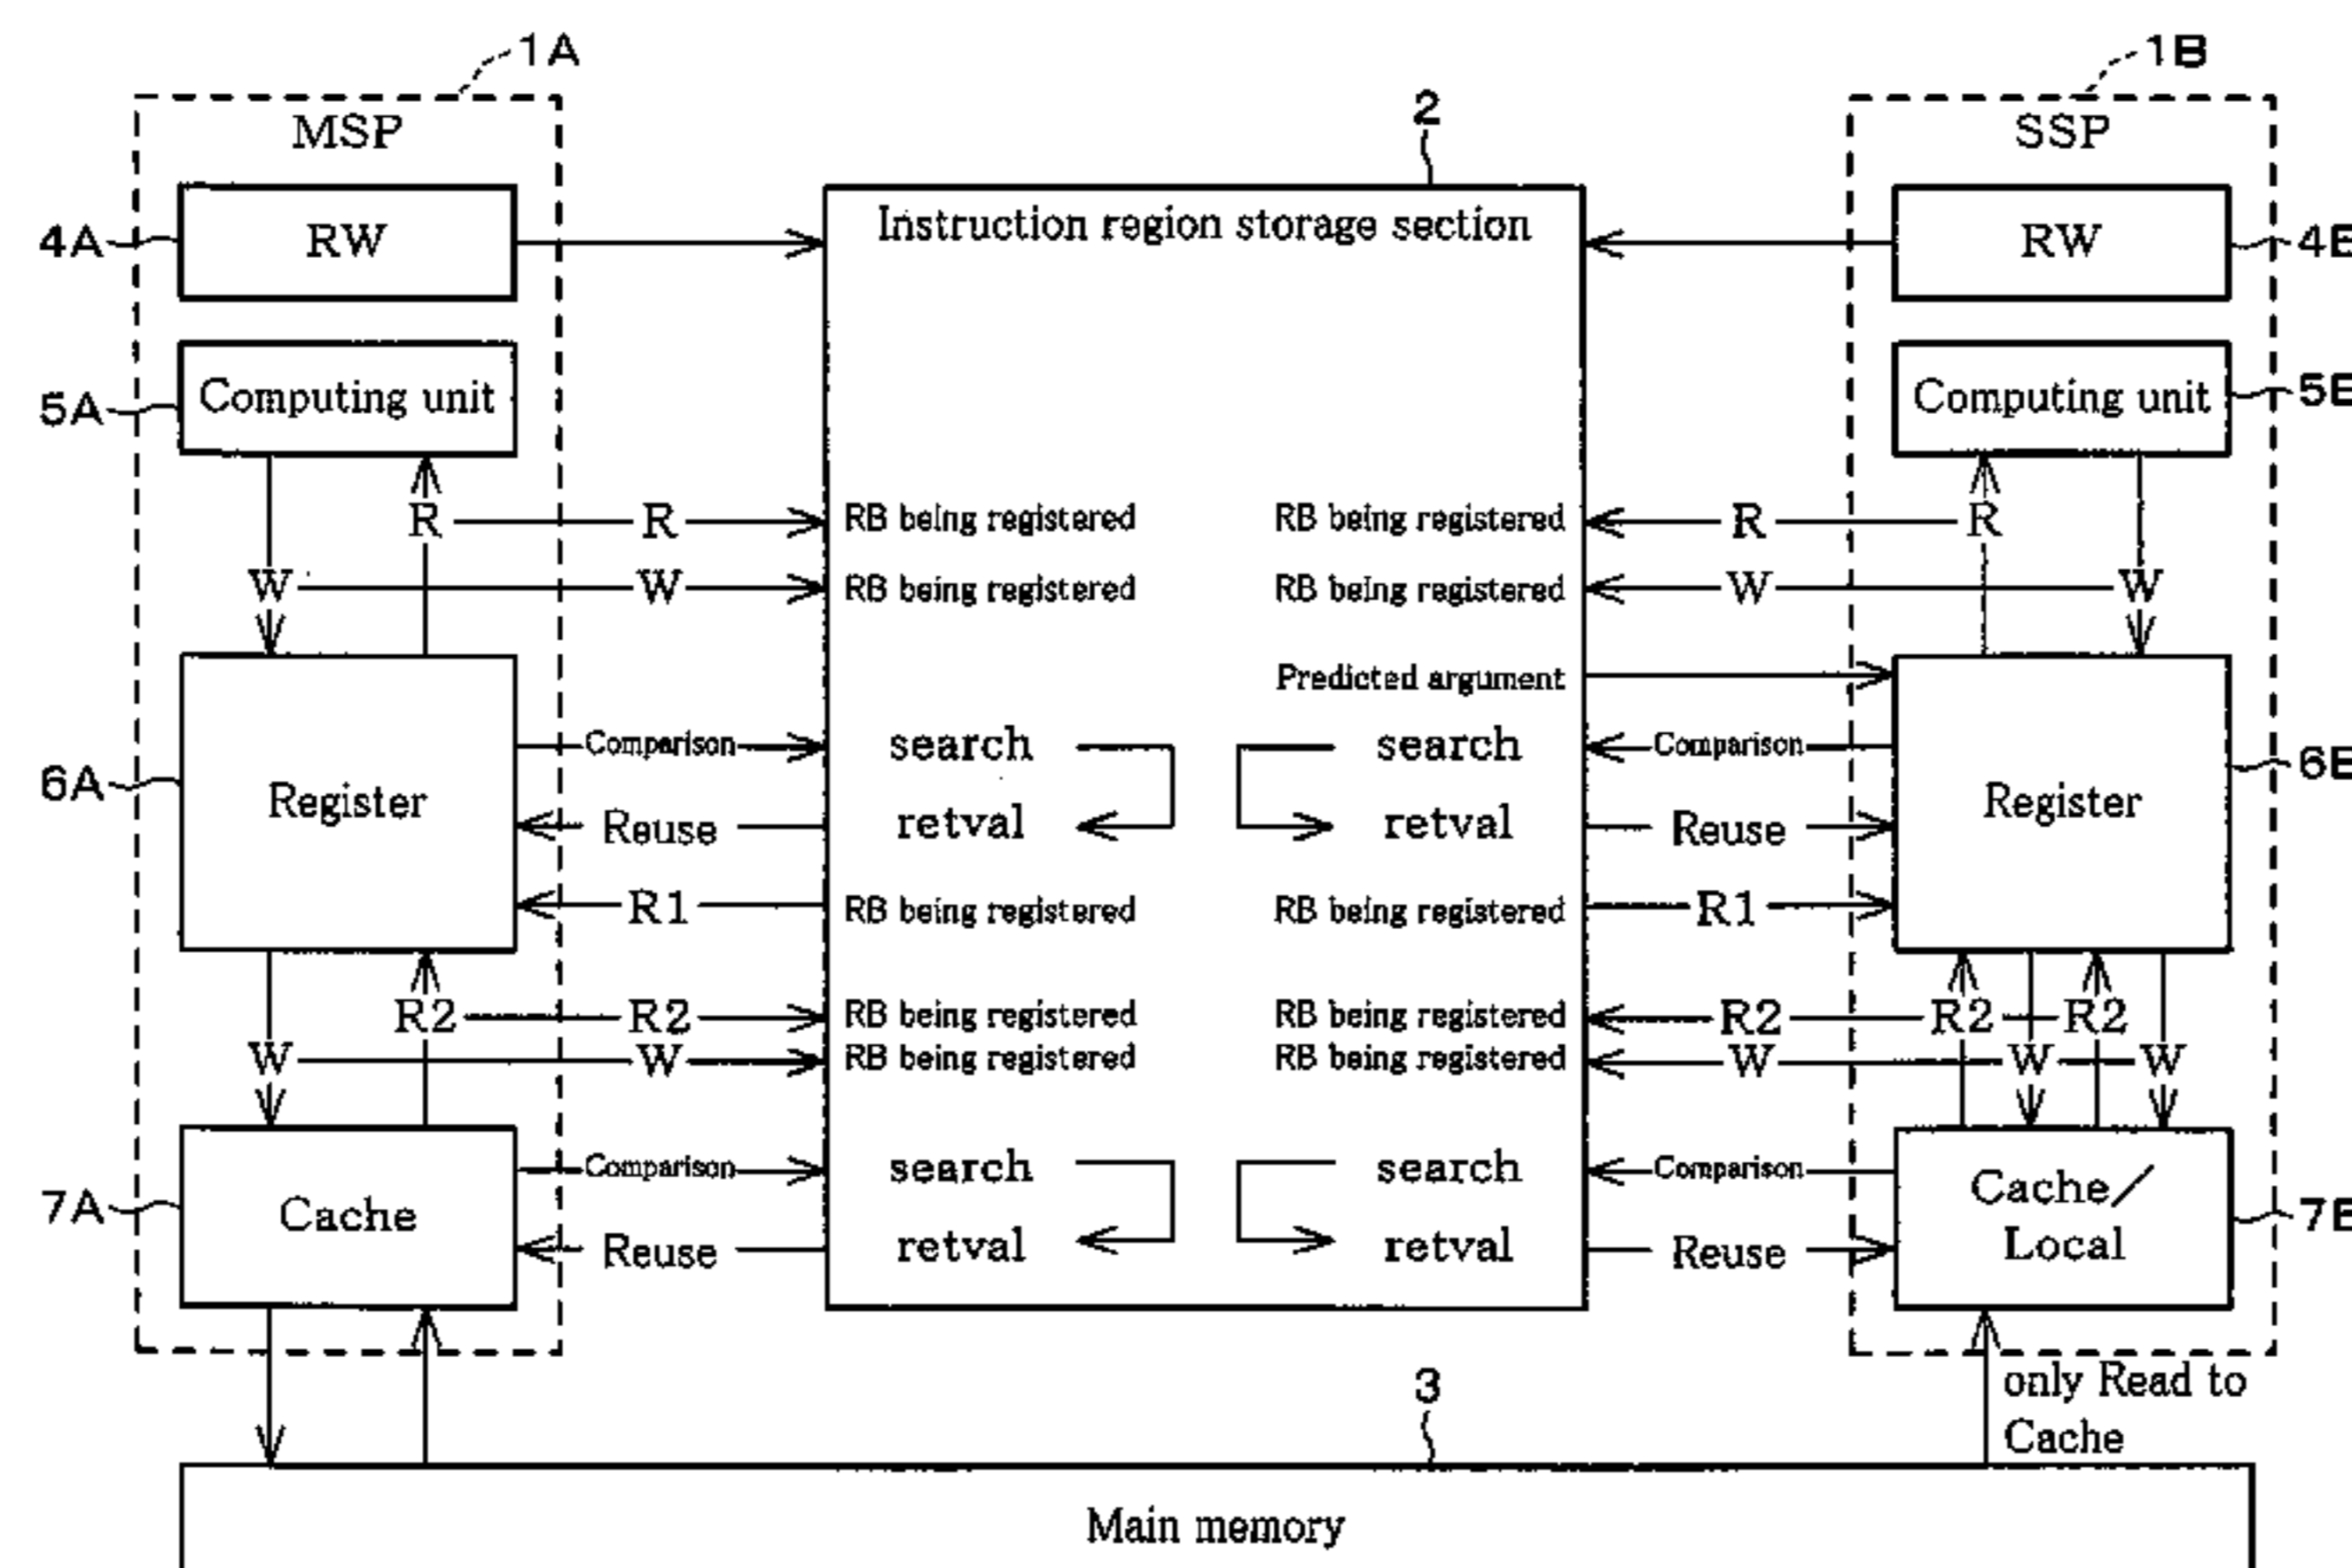 1A
1B
MSP
2
SSP
4A
RW
Instruction region storage section
RW
5A
Computing unit
Computing unit
R
R
RB being registered
RB being registered
R
R
W
W
RB being registered
RB being registered
W
W
Predicted argument
6A
Register
Comparison
search
search
Comparison
Register
Reuse
retval
retval
Reuse
R1
RB being registered
RB being registered
R1
R2
R2
RB being registered
RB being registered
R2
R2
R2
W
W
RB being registered
RB being registered
W
W
W
7A
Cache
Comparison
search
search
Comparison
Cache/
Local
Reuse
retval
retval
Reuse
3
only Read to
Cache
Main memory